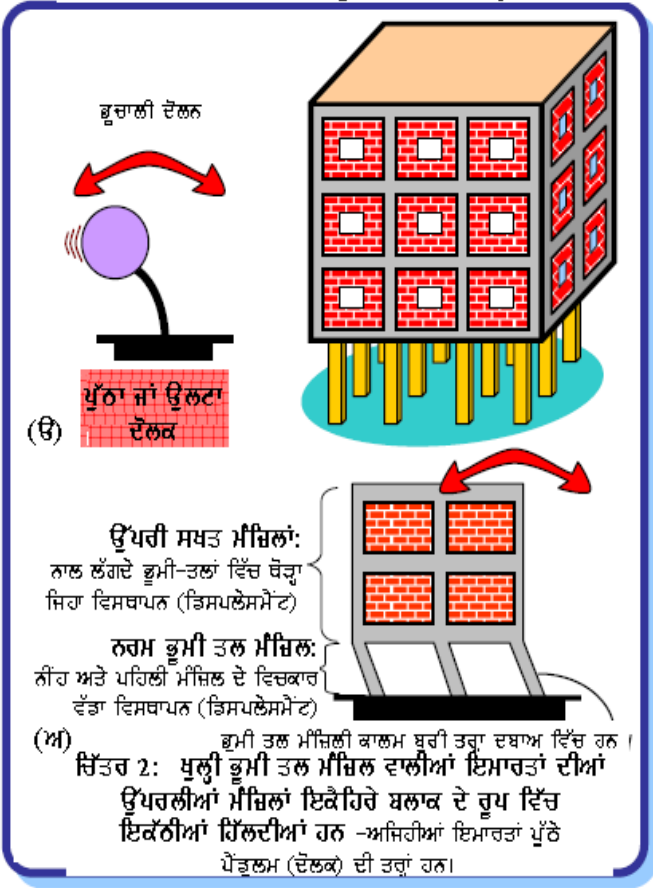 ਭੂਚਾਲੀ ਦੋਲਨ
ਪੁੱਠਾ ਜਾਂ ਉਲਟਾ
ਦੋਲਕ
(ੳ)
ਉੱਪਰੀ ਸਖਤ ਮੰਜ਼ਿਲਾਂ:
ਨਾਲ ਲੱਗਦੇ ਭੂਮੀ-ਤਲਾਂ ਵਿੱਚ ਥੋੜ੍ਹਾ
ਜਿਹਾ ਵਿਸਥਾਪਨ (ਡਿਸਪਲੇਸਮੈਂਟ)
ਨਰਮ ਭੂਮੀ ਤਲ ਮੰਜ਼ਿਲ:
ਨੀਂਹ ਅਤੇ ਪਹਿਲੀ ਮੰਜ਼ਿਲ ਦੇ ਵਿਚਕਾਰ
ਵੱਡਾ ਵਿਸਥਾਪਨ (ਡਿਸਪਲੇਸਮੈਂਟ)
(ਅ)
ਭੂਮੀ ਤਲ ਮੰਜ਼ਿਲੀ ਕਾਲਮ ਬੁਰੀ ਤਰ੍ਹਾ ਦਬਾਅ ਵਿੱਚ ਹਨ ।
ਚਿੱਤਰ 2: ਖੁਲ੍ਹੀ ਭੂਮੀ ਤਲ ਮੰਜ਼ਿਲ ਵਾਲੀਆਂ ਇਮਾਰਤਾਂ ਦੀਆਂ
ਉੱਪਰਲੀਆਂ ਮੰਜ਼ਿਲਾਂ ਇਕੈਹਿਰੇ ਬਲਾਕ ਦੇ ਰੂਪ ਵਿੱਚ
ਇਕੱਠੀਆਂ ਹਿੱਲਦੀਆਂ ਹਨ -ਅਜਿਹੀਆਂ ਇਮਾਰਤਾਂ ਪੁੱਠੇ
ਪੈਂਡੁਲਮ (ਦੋਲਕ) ਦੀ ਤਰ੍ਹਾਂ ਹਨ।